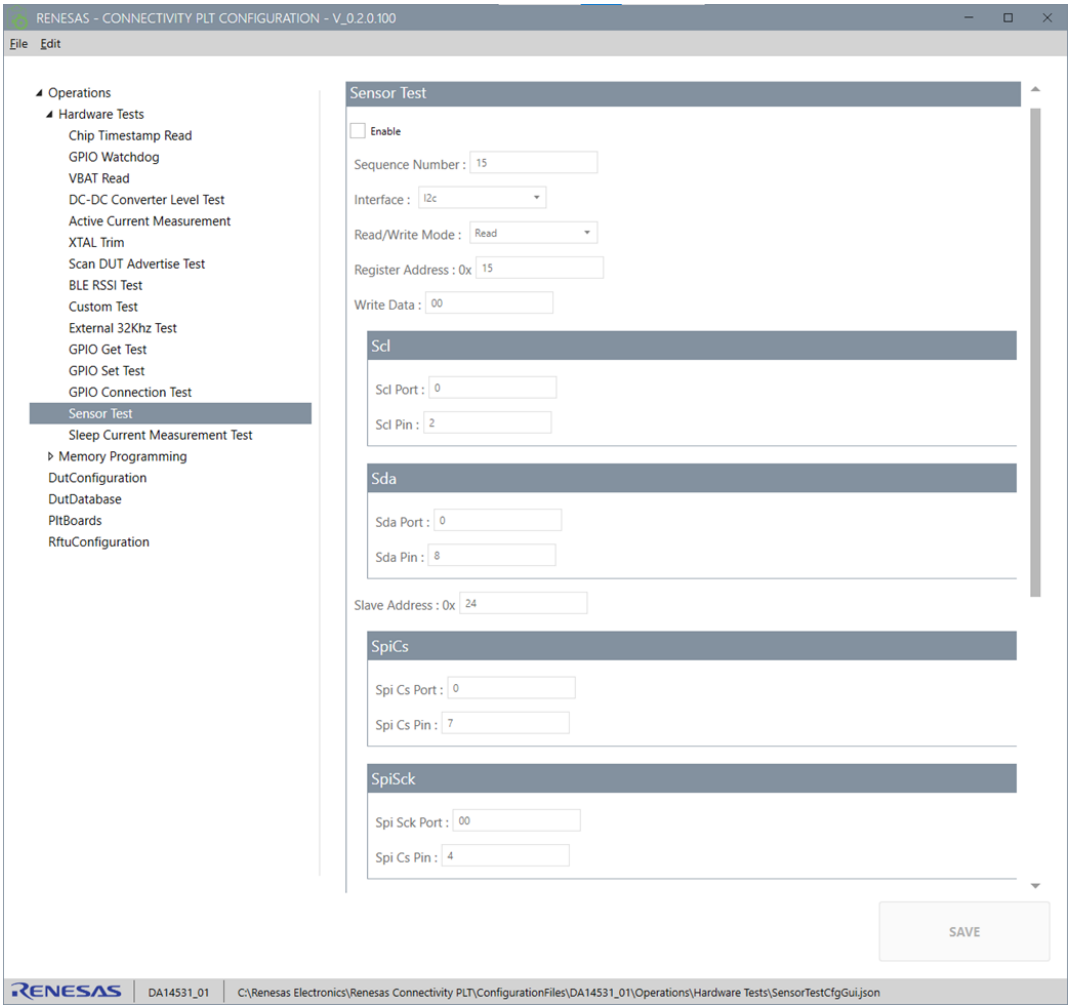 RENESAS - CONNECTIVITY PLT CONFIGURATION - V_0.2.0.100
File Edit
Operations
Hardware Tests
Chip Timestamp Read
GPIO Watchdog
VBAT Read
DC-DC Converter Level Test
Active Current Measurement
XTAL Trim
Scan DUT Advertise Test
BLE RSSI Test
Custom Test
External 32Khz Test
GPIO Get Test
GPIO Set Test
GPIO Connection Test
Sensor Test
Sleep Current Measurement Test
Memory Programming
DutConfiguration
DutDatabase
PltBoards
RftuConfiguration
Sensor Test
Enable
Sequence Number : 15
Interface : I2c
Read/Write Mode : Read
Register Address : 0x 15
Write Data : 00
Scl
Scl Port : 0
Scl Pin : 2
Sda
Sda Port : 0
Sda Pin : 8
Slave Address : 0x 24
SpiCs
Spi Cs Port : 0
Spi Cs Pin : 7
SpiSck
Spi Sck Port : 00
Spi Cs Pin : 4
SAVE
RENESAS DA14531_01 C:\Renesas Electronics\Renesas Connectivity PLT\ConfigurationFiles\DA14531_01\Operations\Hardware Tests\SensorTestCfgGui.json